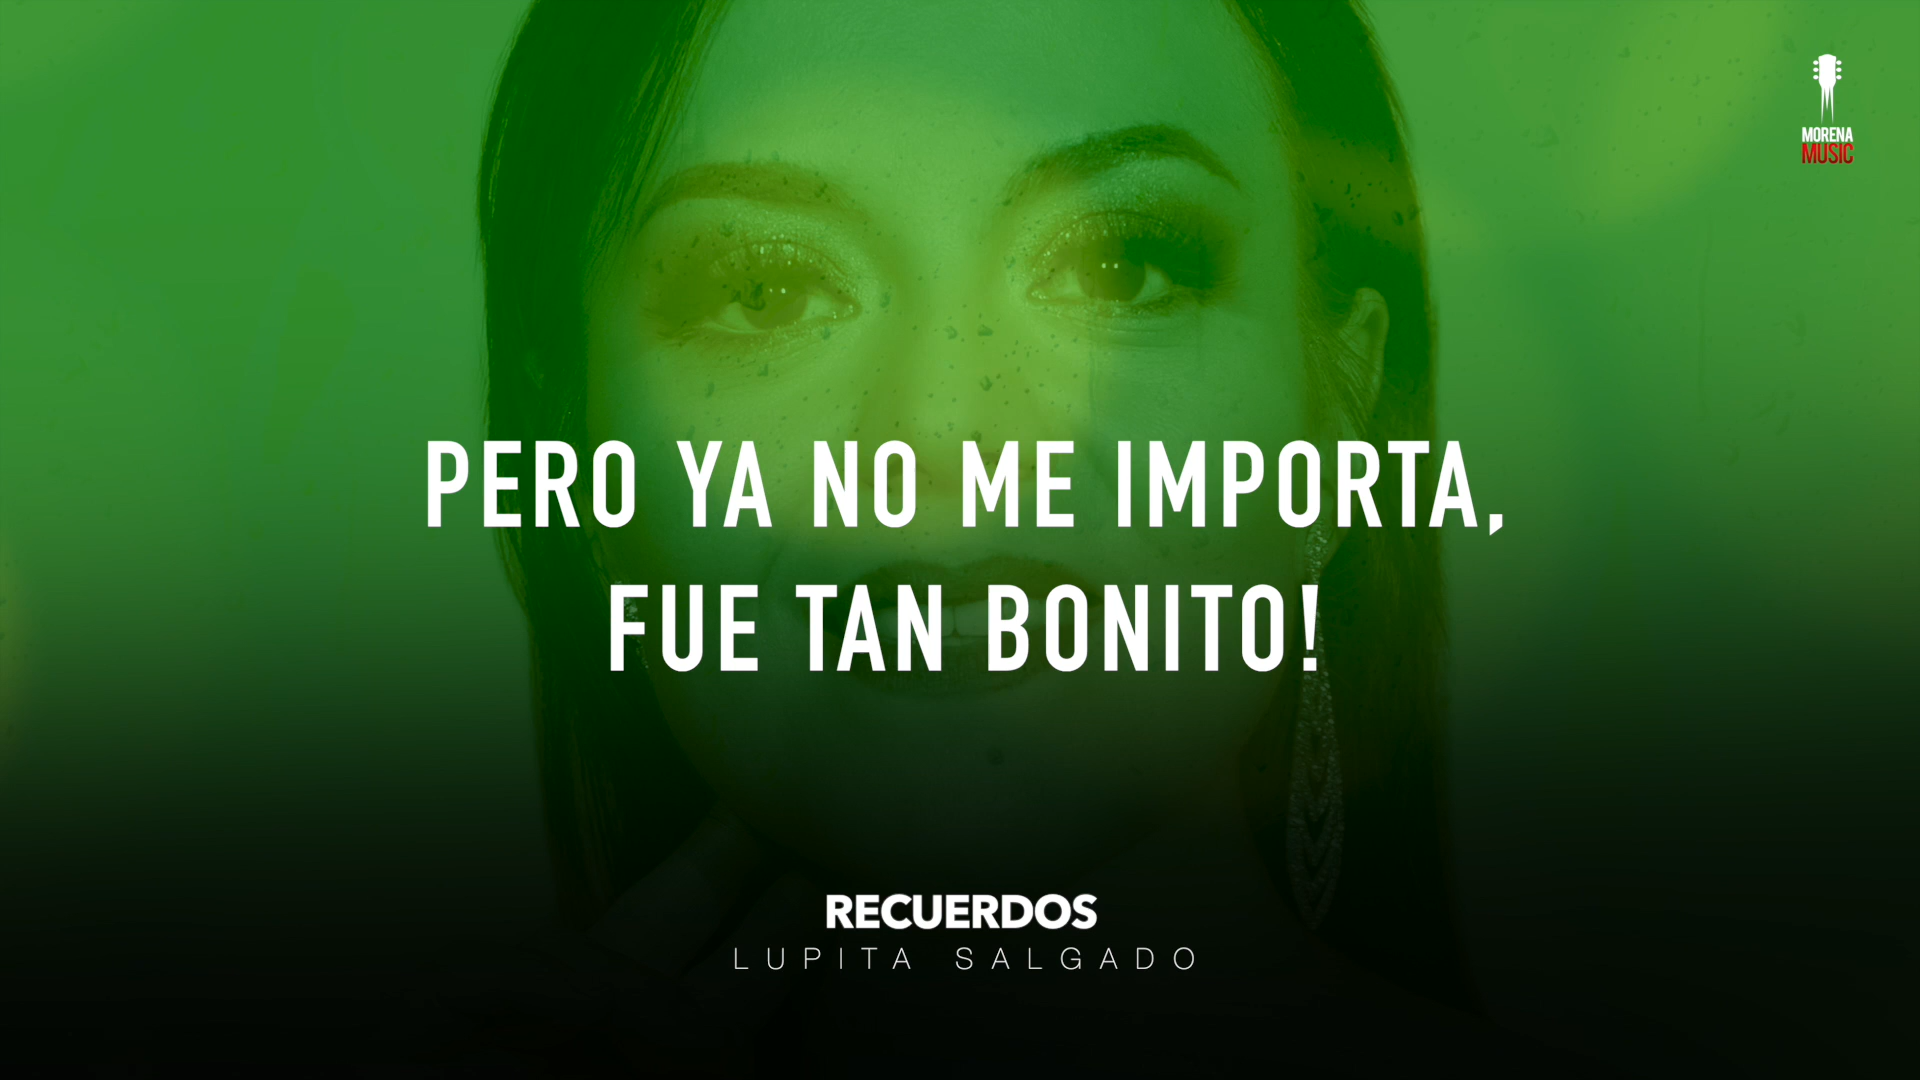 MORENA
MUSIC
PERO YA NO ME IMPORTA,
FUE TAN BONITO!
RECUERDOS
LUPITA SALGADO